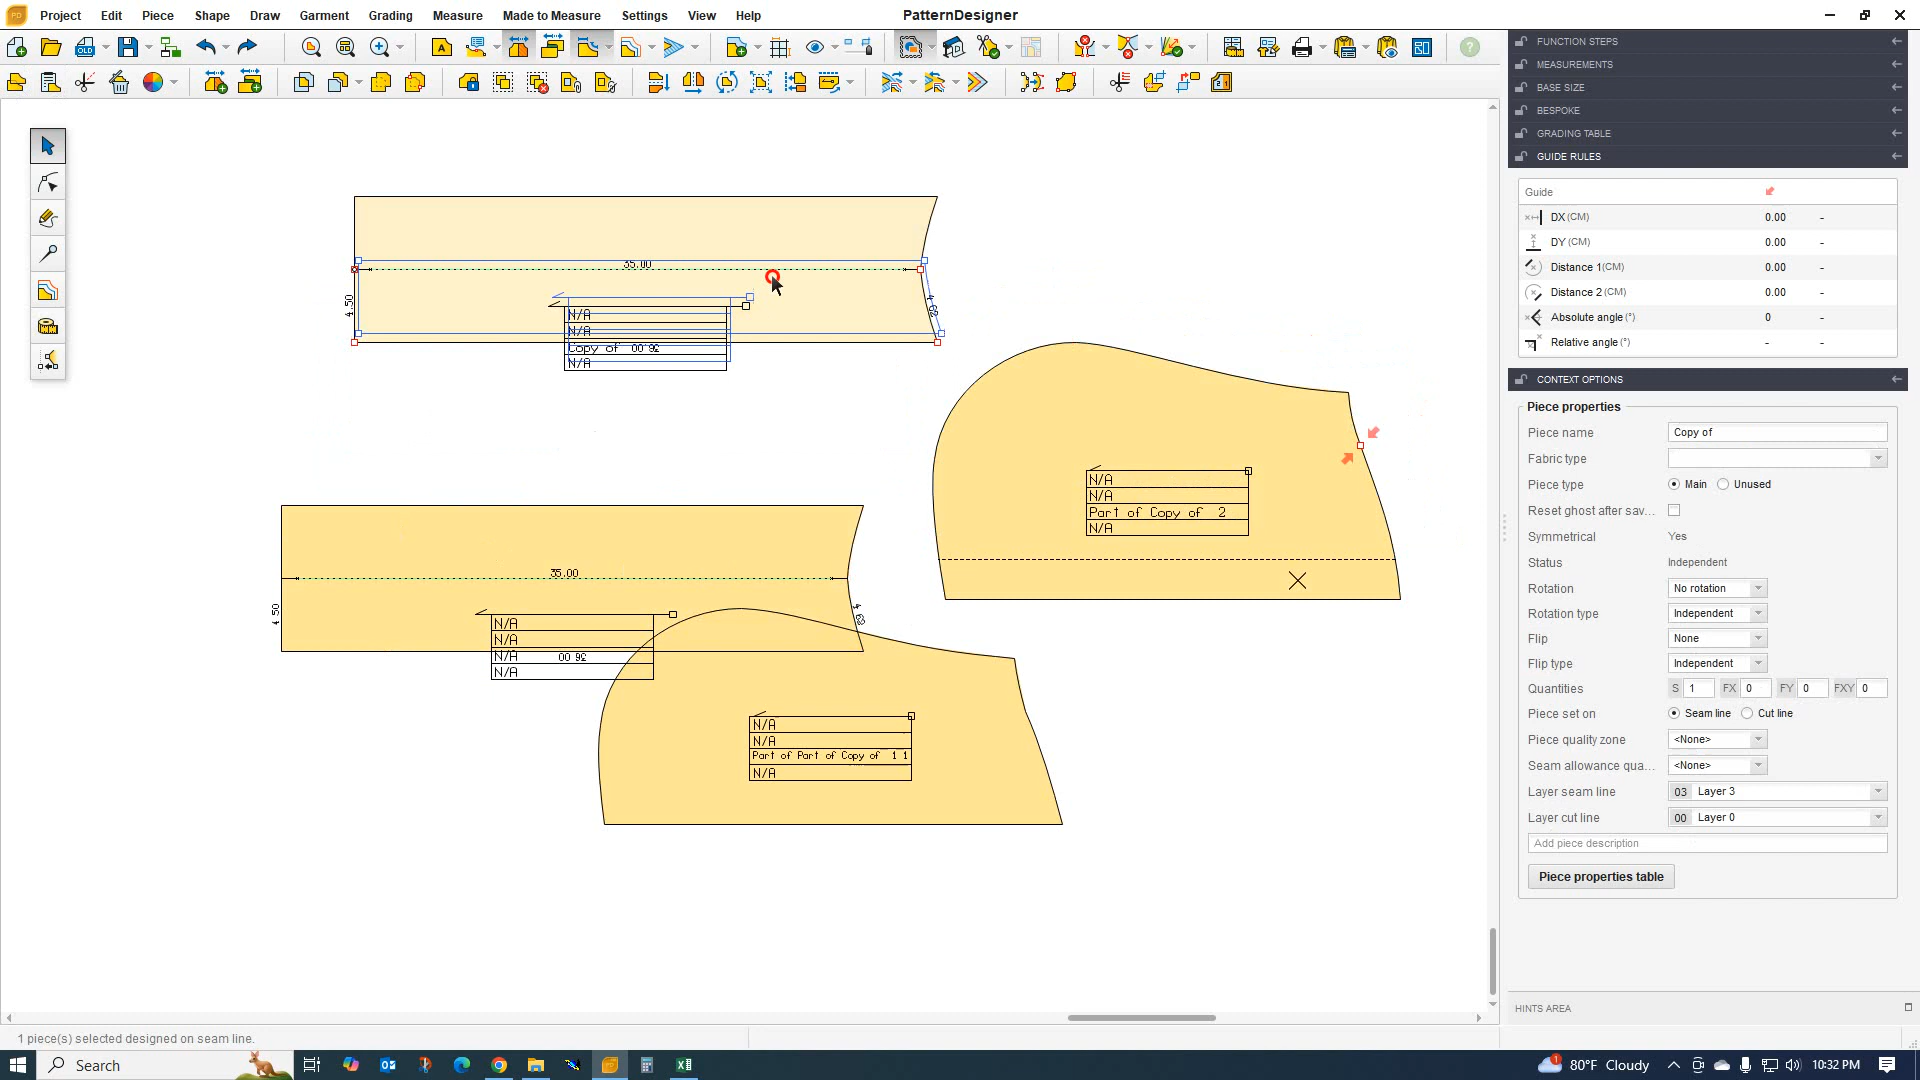 Project Edit Piece Shape Draw Garment Grading Measure Made to Measure Settings View Help
PatternDesigner
FUNCTION STEPS
MEASUREMENTS
BASE SIZE
BESPOKE
GRADING TABLE
GUIDE RULES
Guide
DX (CM) 0.00 -
DY (CM) 0.00 -
Distance 1(CM) 0.00 -
Distance 2 (CM) 0.00 -
Absolute angle (°) 0 -
Relative angle (°) - -
CONTEXT OPTIONS
Piece properties
Piece name Copy of
Fabric type
Piece type Main Unused
Reset ghost after sav...
Symmetrical Yes
Status Independent
Rotation No rotation
Rotation type Independent
Flip None
Flip type Independent
Quantities S 1 FX 0 FY 0 FXY 0
Piece set on Seam line Cut line
Piece quality zone <None>
Seam allowance qua... <None>
Layer seam line 03 Layer 3
Layer cut line 00 Layer 0
Add piece description
Piece properties table
HINTS AREA
35.00
4.50
4.69
N/A
N/A
Copy of 36.00
N/A
N/A
N/A
Part of Copy of 2
N/A
35.00
4.50
4.69
N/A
N/A
N/A 36.00
N/A
N/A
N/A
Part of Part of Copy of 1 1
N/A
1 piece(s) selected designed on seam line.
Search
1
80°F Cloudy
10:32 PM